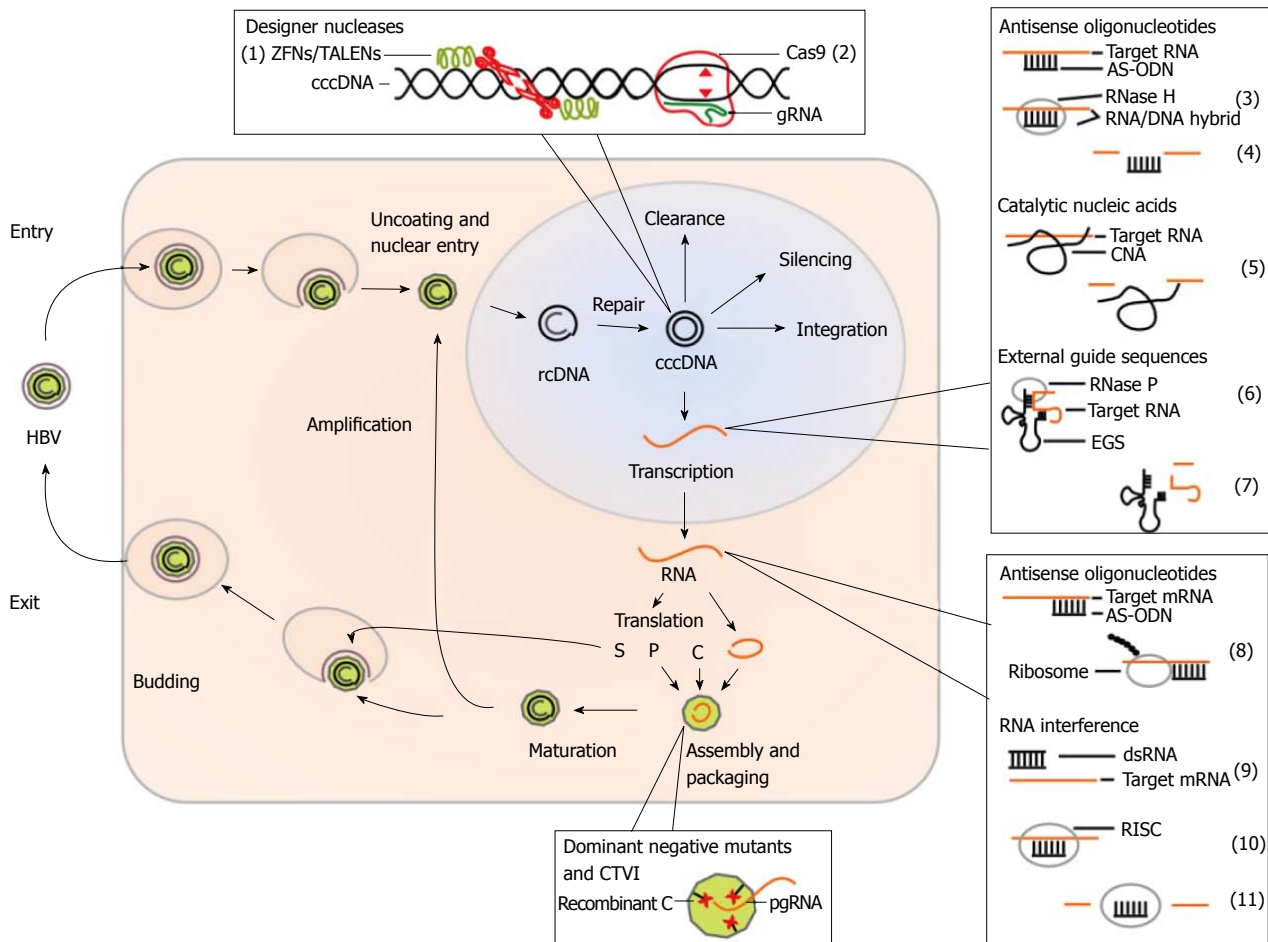 Designer nucleases
(1) ZFNs/TALENs
Cas9 (2)
cccDNA
gRNA
Entry
Uncoating and
nuclear entry
Clearance
Silencing
Repair
Integration
rcDNA
cccDNA
HBV
Amplification
Transcription
RNA
Exit
Translation
S P C
Budding
Maturation
Assembly and
packaging
Dominant negative mutants
and CTVI
Recombinant C
pgRNA
Antisense oligonucleotides
Target RNA
AS-ODN
RNase H
(3)
RNA/DNA hybrid
(4)
Catalytic nucleic acids
Target RNA
CNA
(5)
External guide sequences
RNase P
(6)
Target RNA
EGS
(7)
Antisense oligonucleotides
Target mRNA
AS-ODN
(8)
Ribosome
RNA interference
dsRNA
Target mRNA
(9)
RISC
(10)
(11)